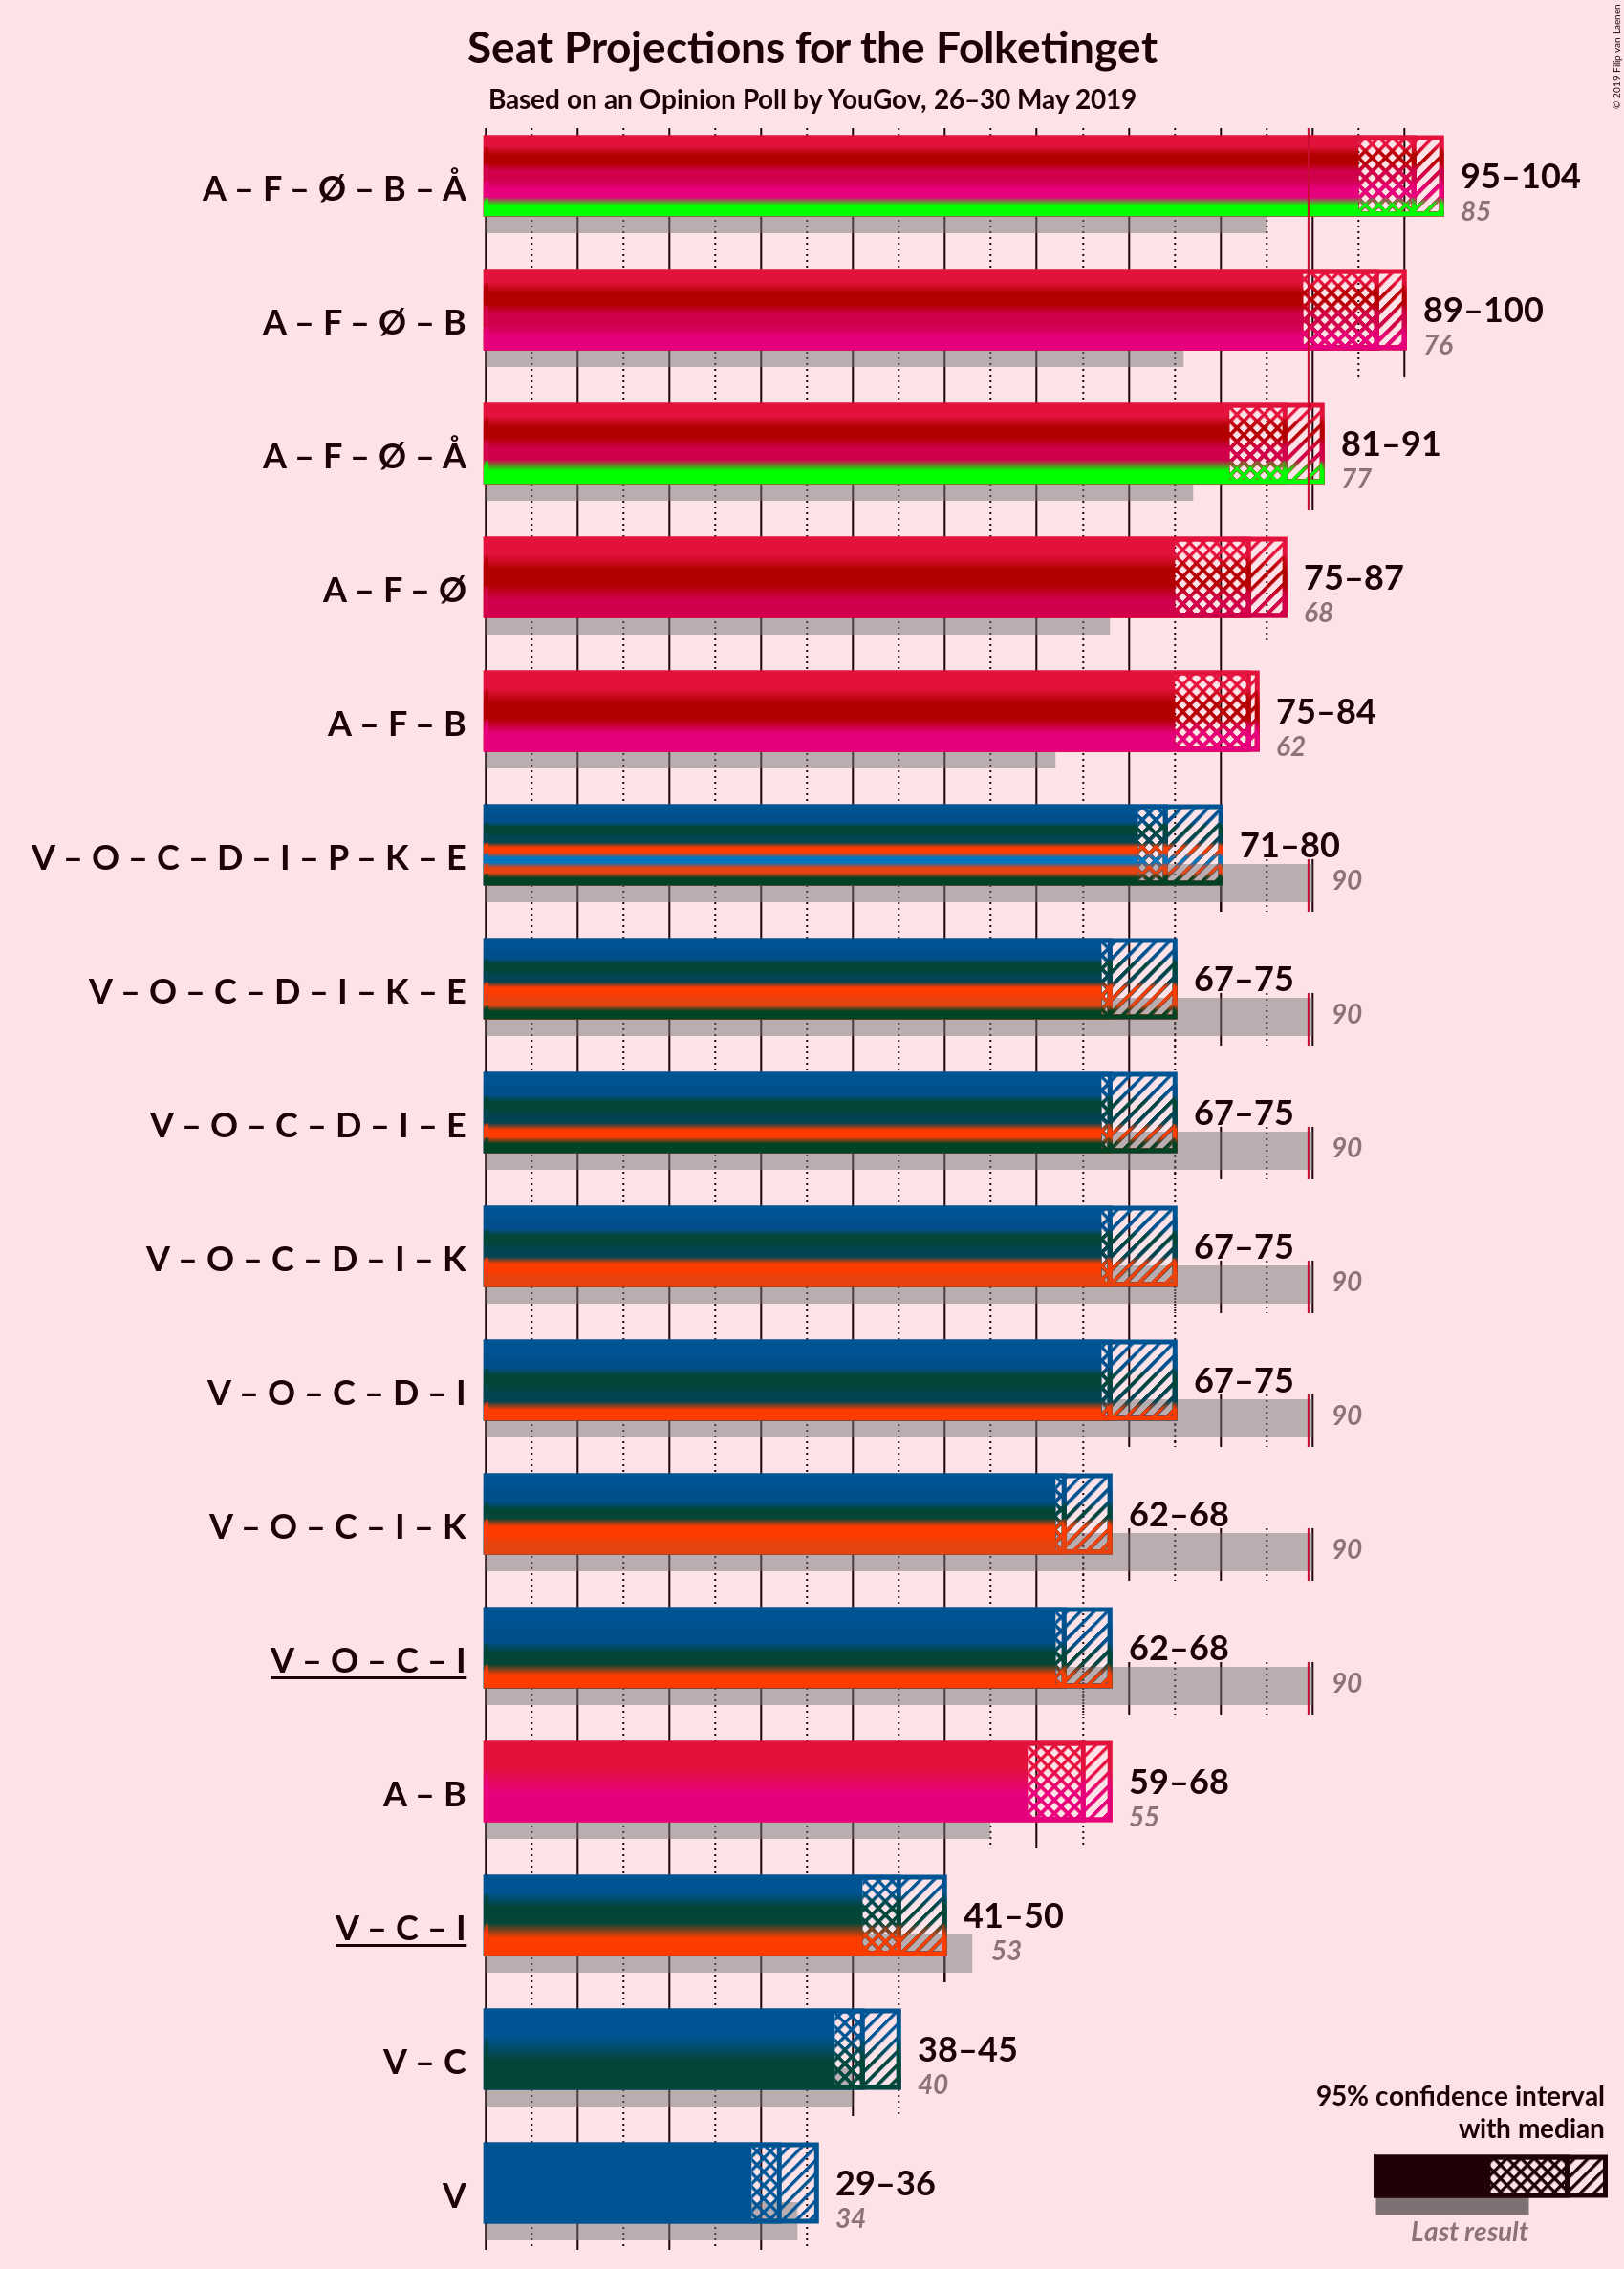 Seat Projections for the Folketinget
Based on an Opinion Poll by YouGov, 26–30 May 2019
© 2019 Filip van Laenen
A – F – Ø – B – Å
95–104
85
A – F – Ø – B
89–100
76
A – F – Ø – Å
81–91
77
A – F – Ø
75–87
68
A – F – B
75–84
62
V – O – C – D – I – P – K – E
71–80
90
V – O – C – D – I – K – E
67–75
90
V – O – C – D – I – E
67–75
90
V – O – C – D – I – K
67–75
90
V – O – C – D – I
67–75
90
V – O – C – I – K
62–68
90
V – O – C – I
62–68
90
A – B
59–68
55
V – C – I
41–50
53
V – C
38–45
40
V
29–36
34
95% confidence interval
with median
Last result